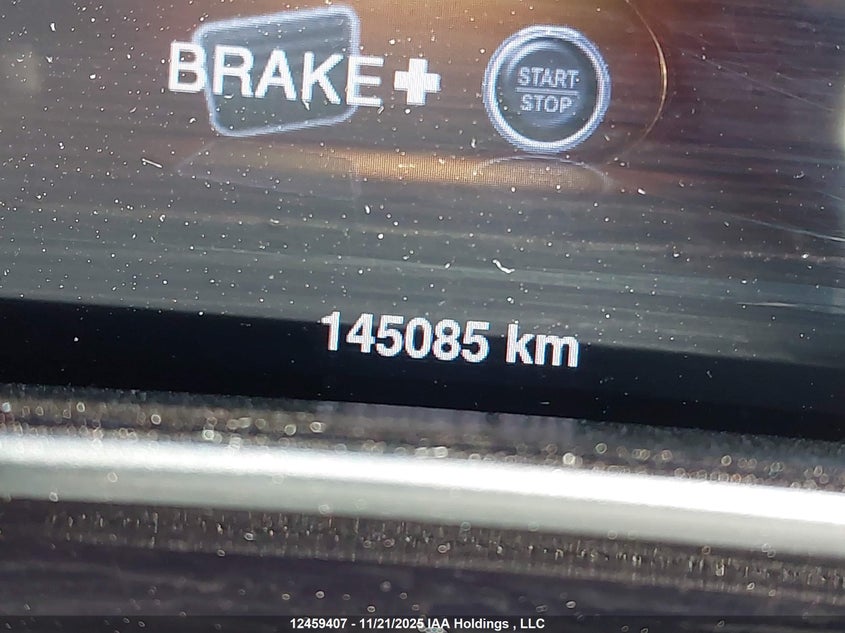 BRAKE+
START
STOP
145085 km
12459407 - 11/21/2025 IAA Holdings , LLC